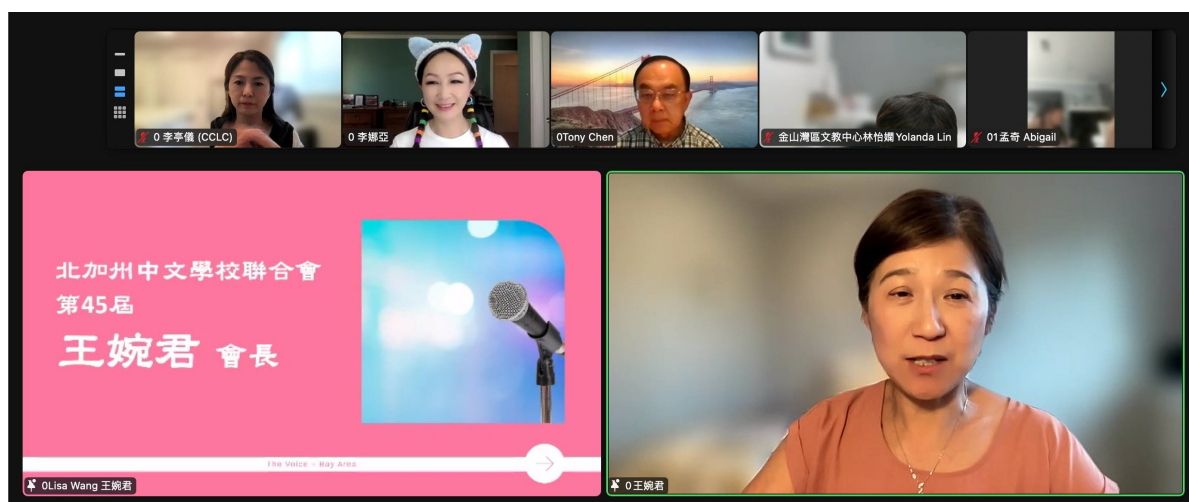 0 李亭儀 (CCLC)
0 李娜亞
0Tony Chen
金山灣區文教中心林怡嫺 Yolanda Lin
01孟奇 Abigail
北加州中文學校聯合會
第45屆
王婉君 會長
The Voice - Bay Area
0Lisa Wang 王婉君
0王婉君